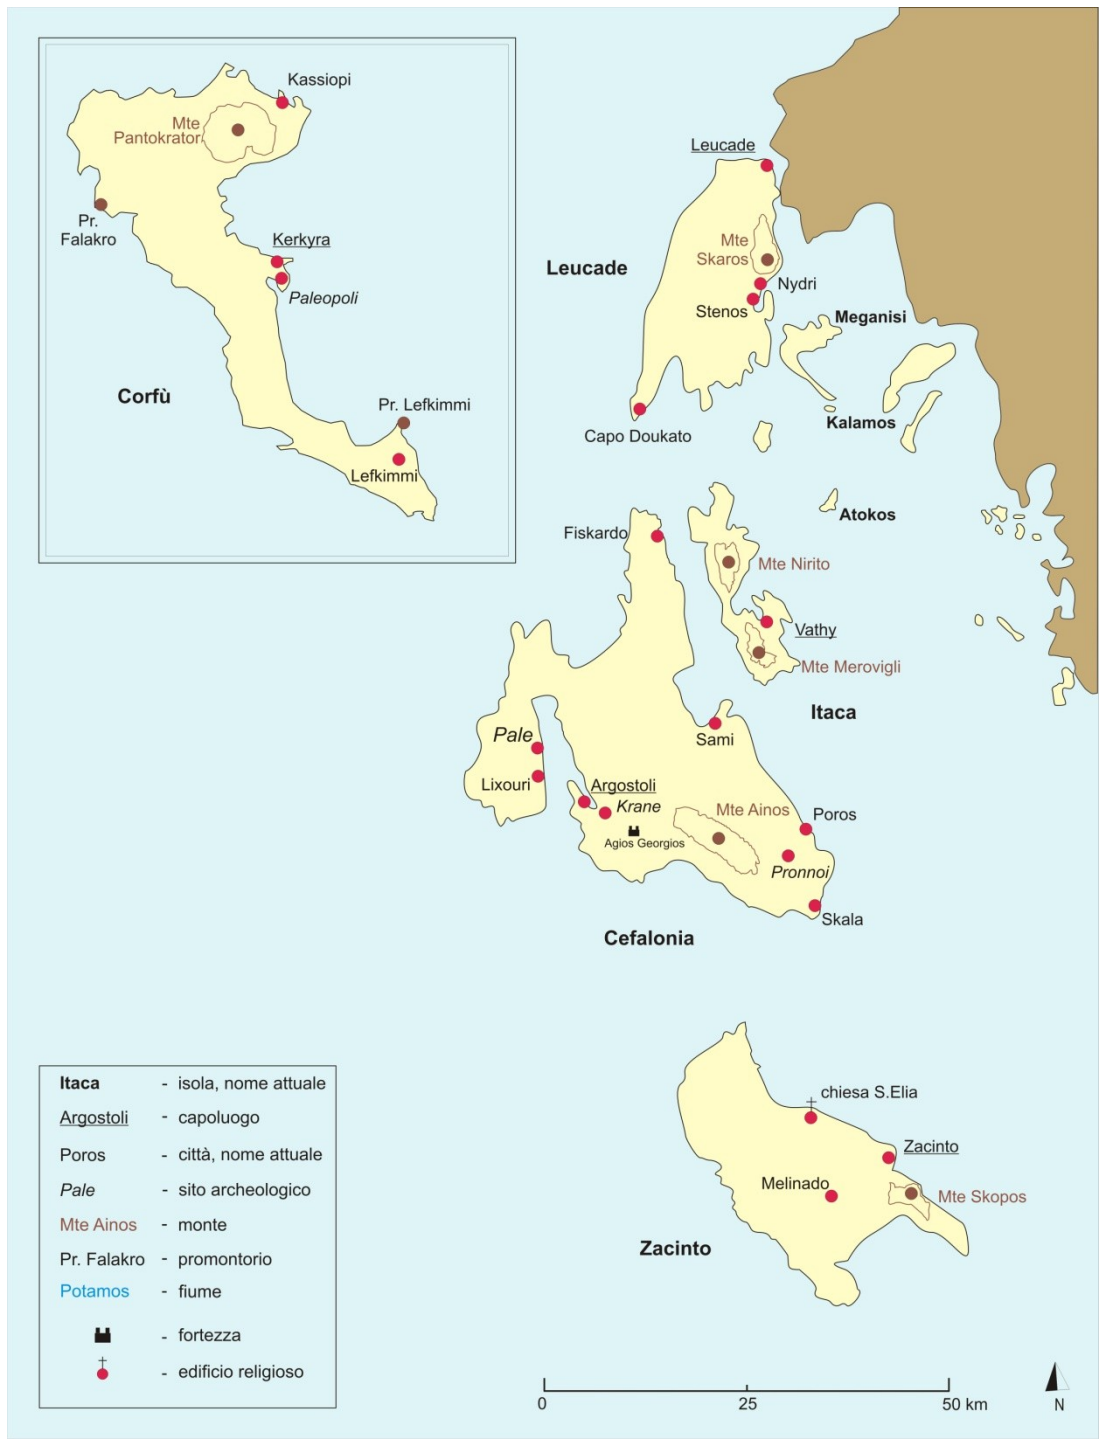 Kassiopi
Mte
Pantokrator
Pr.
Falakro
Kerkyra
Paleopoli
Corfù
Pr. Lefkimmi
Lefkimmi
Leucade
Mte
Skaros
Leucade
Nydri
Stenos
Meganisi
Kalamos
Capo Doukato
Atokos
Fiskardo
Mte Nirito
Vathy
Mte Merovigli
Itaca
Pale
Sami
Lixouri
Argostoli
Krane
Mte Ainos
Poros
Agios Georgios
Pronnoi
Skala
Cefalonia
chiesa S.Elia
Zacinto
Melinado
Mte Skopos
Zacinto
Itaca - isola, nome attuale
Argostoli - capoluogo
Poros - città, nome attuale
Pale - sito archeologico
Mte Ainos - monte
Pr. Falakro - promontorio
Potamos - fiume
- fortezza
- edificio religioso
0 25 50 km
N